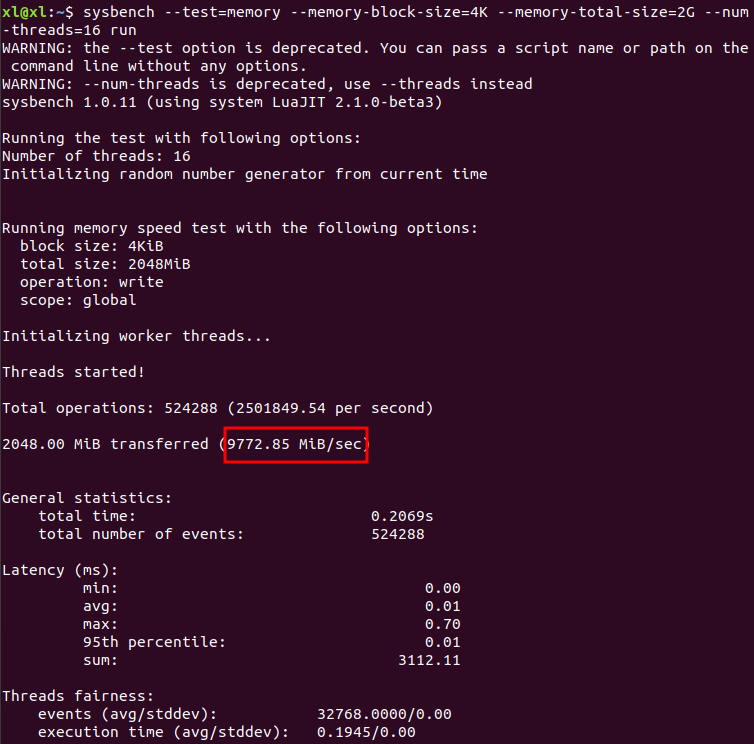 xl@xl:~$ sysbench --test=memory --memory-block-size=4K --memory-total-size=2G --num
-threads=16 run
WARNING: the --test option is deprecated. You can pass a script name or path on the
 command line without any options.
WARNING: --num-threads is deprecated, use --threads instead
sysbench 1.0.11 (using system LuaJIT 2.1.0-beta3)
Running the test with following options:
Number of threads: 16
Initializing random number generator from current time
Running memory speed test with the following options:
  block size: 4KiB
  total size: 2048MiB
  operation: write
  scope: global
Initializing worker threads...
Threads started!
Total operations: 524288 (2501849.54 per second)
2048.00 MiB transferred (9772.85 MiB/sec)
General statistics:
    total time:                          0.2069s
    total number of events:              524288
Latency (ms):
         min:                                  0.00
         avg:                                  0.01
         max:                                  0.70
         95th percentile:                      0.01
         sum:                               3112.11
Threads fairness:
    events (avg/stddev):           32768.0000/0.00
    execution time (avg/stddev):   0.1945/0.00